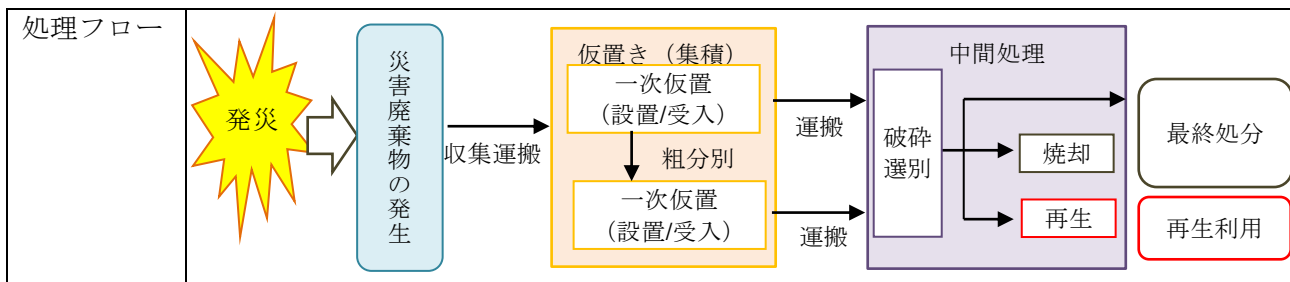 処理フロー
発災
災害廃棄物の発生
収集運搬
仮置き（集積）
一次仮置
（設置/受入）
粗分別
一次仮置
（設置/受入）
運搬
運搬
中間処理
破砕
選別
焼却
再生
最終処分
再生利用